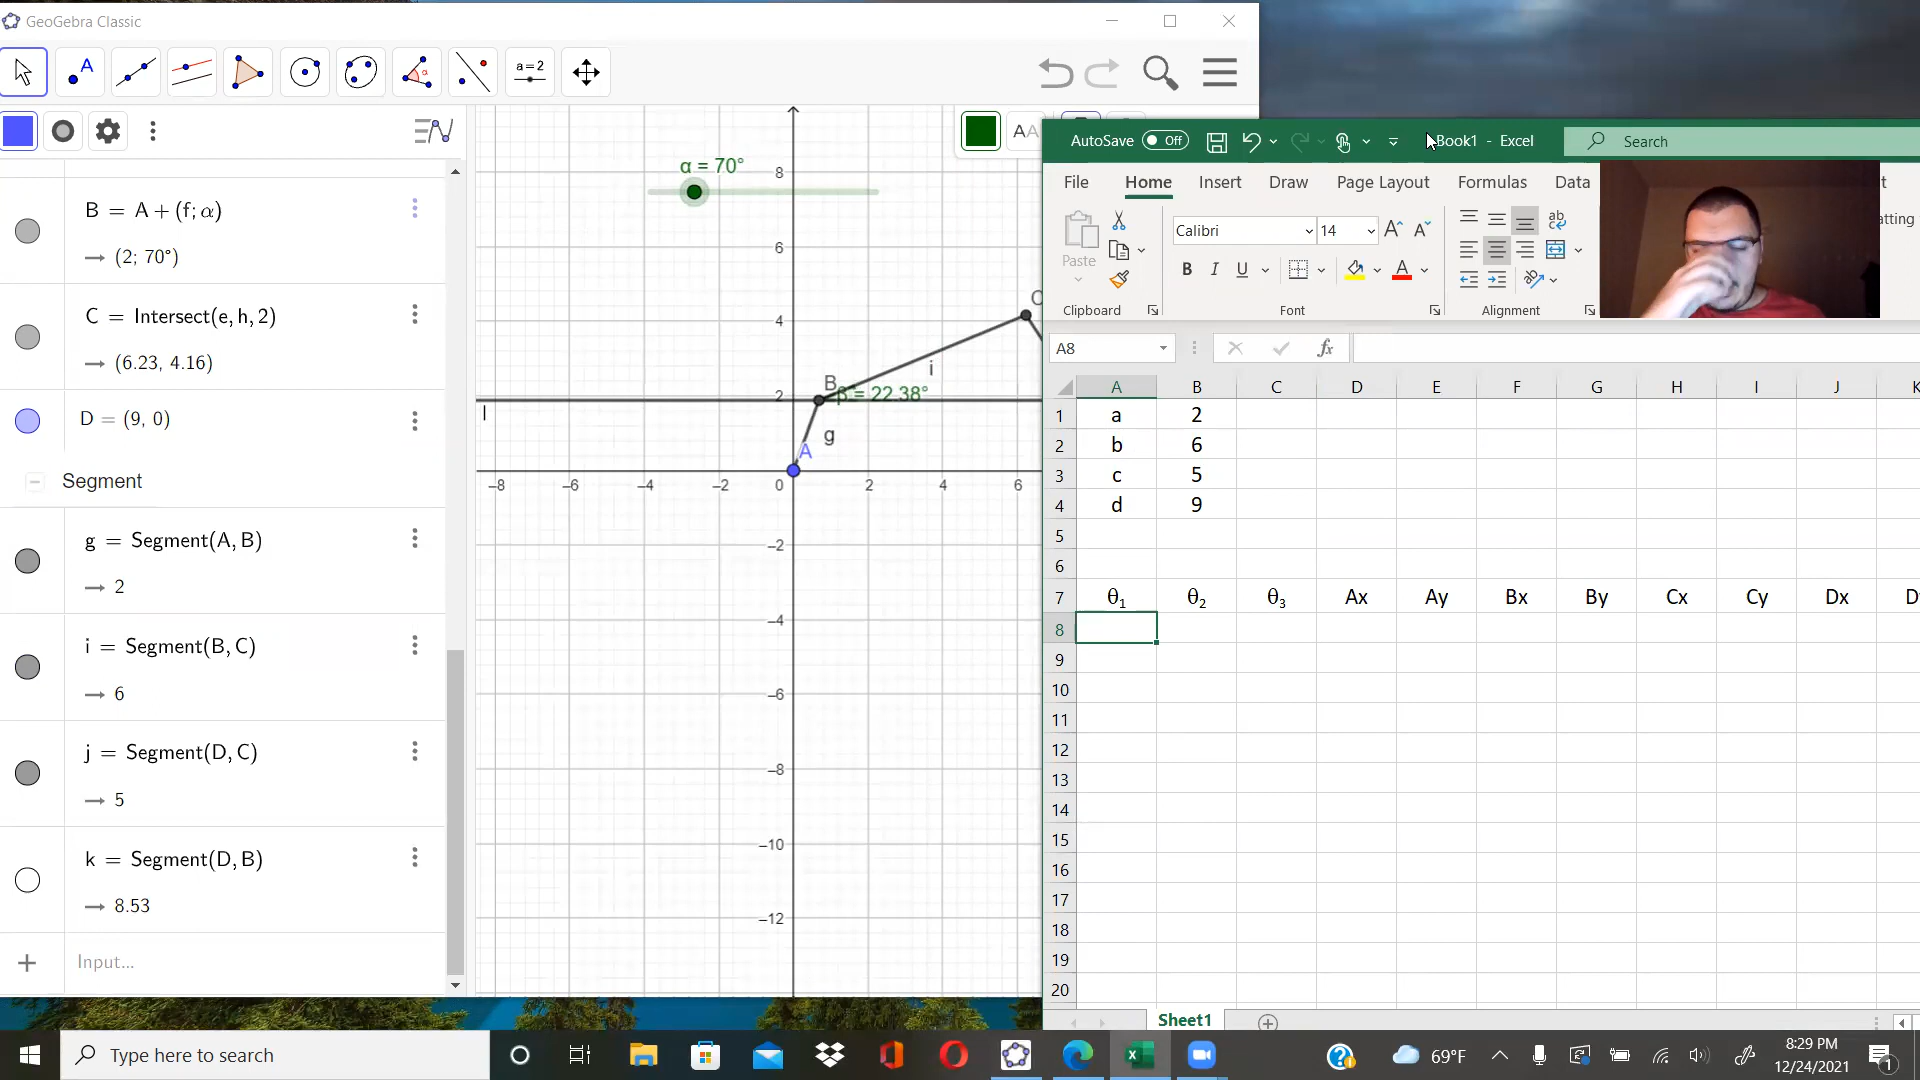 GeoGebra Classic
a=2
B = A + (f; α)
→ (2; 70°)
C = Intersect(e, h, 2)
→ (6.23, 4.16)
D = (9, 0)
Segment
g = Segment(A, B)
→ 2
i = Segment(B, C)
→ 6
j = Segment(D, C)
→ 5
k = Segment(D, B)
→ 8.53
Input...
α = 70°
AA
8
6
4
C
i
B
β = 22.38°
2
l
g
A
-8 -6 -4 -2 0 2 4 6
-2
-4
-6
-8
-10
-12
AutoSave Off Book1 - Excel Search
File Home Insert Draw Page Layout Formulas Data
Calibri 14
ab
Paste B I U A
Clipboard Font Alignment
atting
A8 fx
A B C D E F G H I J K
1 a 2
2 b 6
3 c 5
4 d 9
5
6
7 θ1 θ2 θ3 Ax Ay Bx By Cx Cy Dx D
8
9
10
11
12
13
14
15
16
17
18
19
20
Sheet1
Type here to search
69°F
8:29 PM
12/24/2021
1